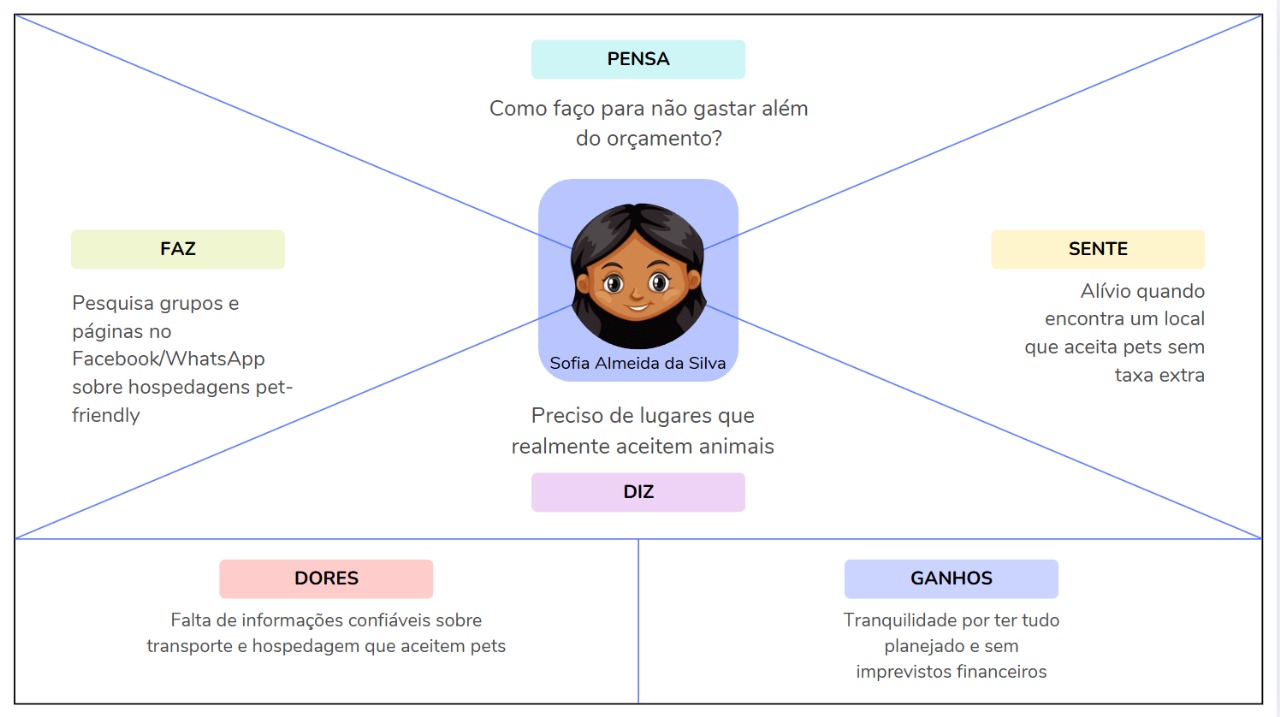 PENSA
Como faço para não gastar além
do orçamento?
FAZ
Pesquisa grupos e
páginas no
Facebook/WhatsApp
sobre hospedagens pet-
friendly
SENTE
Alívio quando
encontra um local
que aceita pets sem
taxa extra
Sofia Almeida da Silva
Preciso de lugares que
realmente aceitem animais
DIZ
DORES
Falta de informações confiáveis sobre
transporte e hospedagem que aceitem pets
GANHOS
Tranquilidade por ter tudo
planejado e sem
imprevistos financeiros